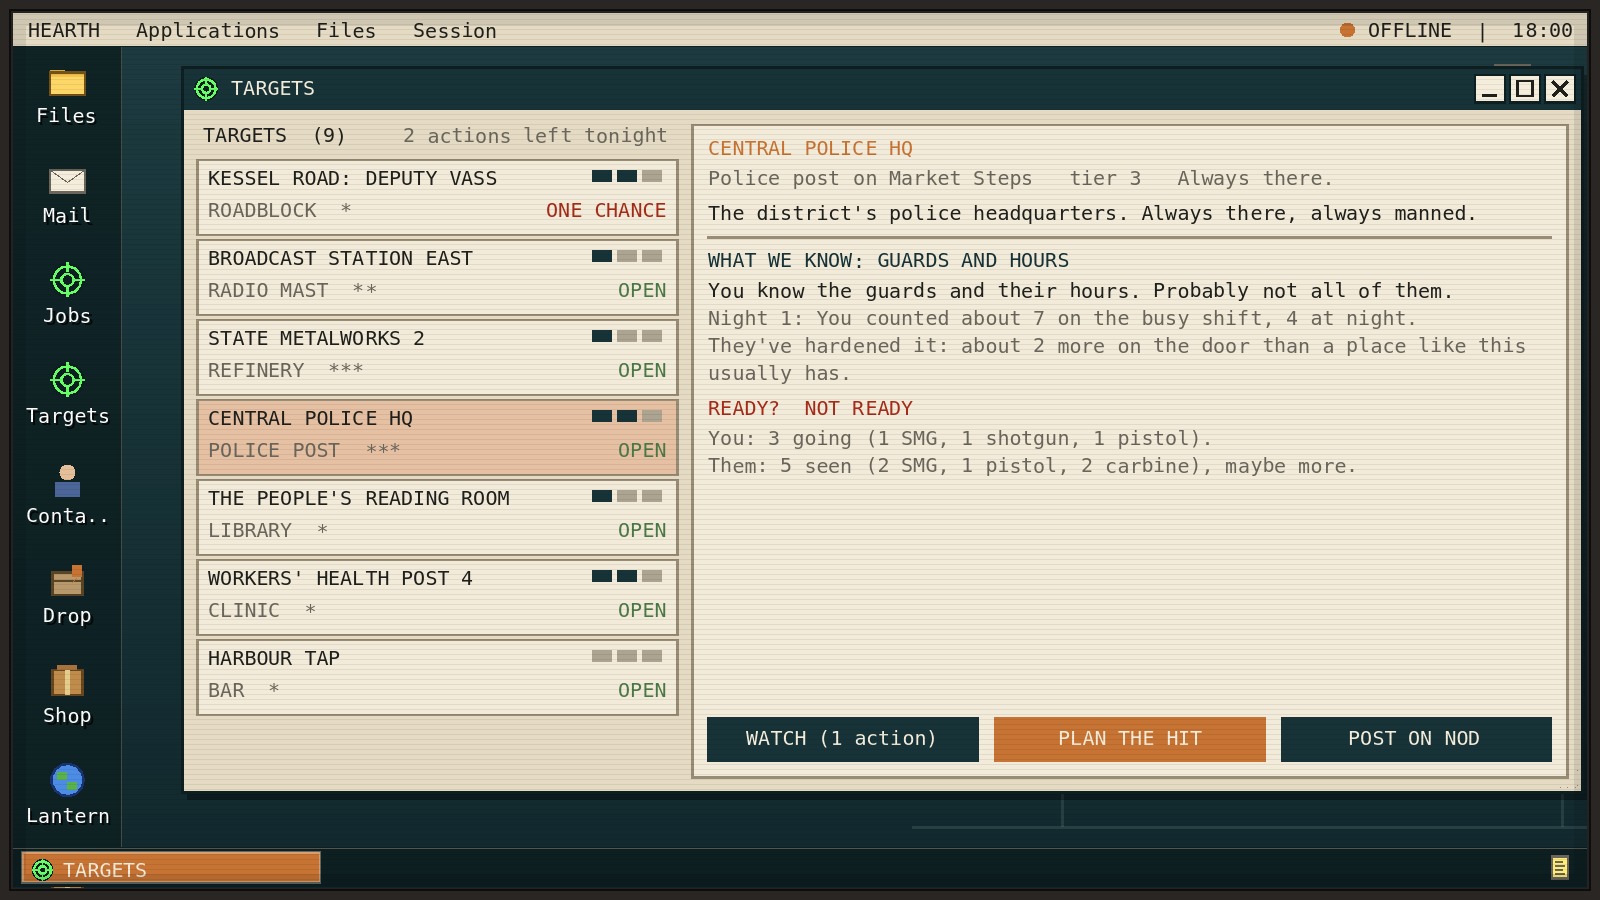 HEARTH Applications Files Session OFFLINE | 18:00
Files
Mail
Jobs
Targets
Conta..
Drop
Shop
Lantern
TARGETS
TARGETS (9) 2 actions left tonight
KESSEL ROAD: DEPUTY VASS
ROADBLOCK * ONE CHANCE
BROADCAST STATION EAST
RADIO MAST ** OPEN
STATE METALWORKS 2
REFINERY *** OPEN
CENTRAL POLICE HQ
POLICE POST *** OPEN
THE PEOPLE'S READING ROOM
LIBRARY * OPEN
WORKERS' HEALTH POST 4
CLINIC * OPEN
HARBOUR TAP
BAR * OPEN
CENTRAL POLICE HQ
Police post on Market Steps tier 3 Always there.
The district's police headquarters. Always there, always manned.
WHAT WE KNOW: GUARDS AND HOURS
You know the guards and their hours. Probably not all of them.
Night 1: You counted about 7 on the busy shift, 4 at night.
They've hardened it: about 2 more on the door than a place like this
usually has.
READY? NOT READY
You: 3 going (1 SMG, 1 shotgun, 1 pistol).
Them: 5 seen (2 SMG, 1 pistol, 2 carbine), maybe more.
WATCH (1 action) PLAN THE HIT POST ON NOD
TARGETS